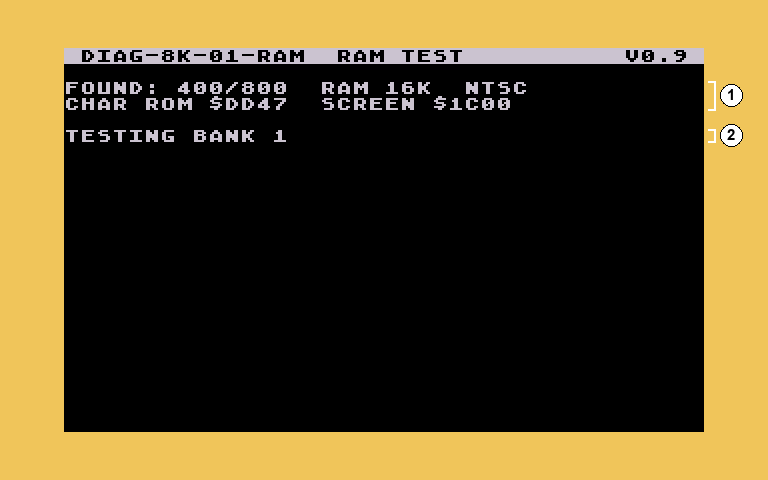 DIAG-8K-01-RAM RAM TEST V0.9
FOUND: 400/800 RAM 16K NTSC
CHAR ROM $DD47 SCREEN $1C00
1
TESTING BANK 1
2